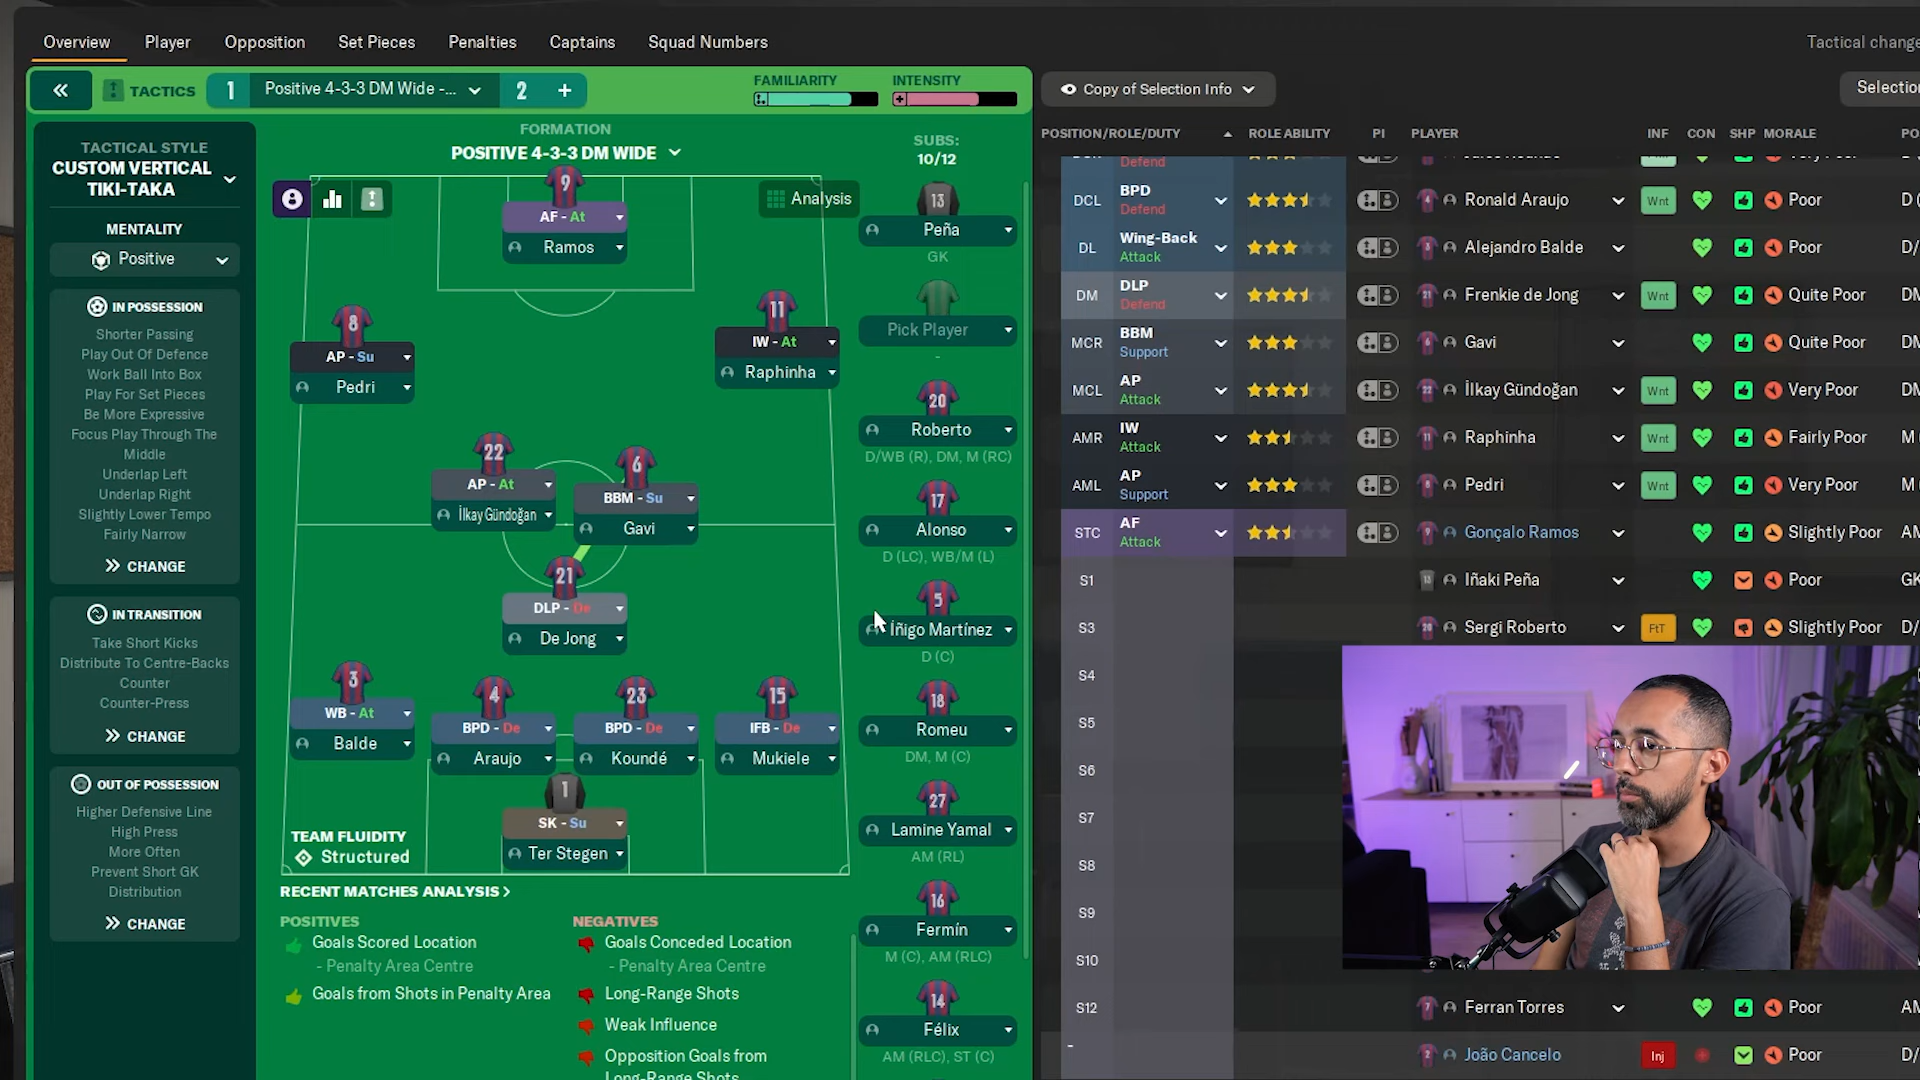 Overview
Player
Opposition
Set Pieces
Penalties
Captains
Squad Numbers
TACTICS
1
Positive 4-3-3 DM Wide -...
2
+
FAMILIARITY
INTENSITY
TACTICAL STYLE
CUSTOM VERTICAL
TIKI-TAKA
MENTALITY
Positive
IN POSSESSION
Shorter Passing
Play Out Of Defence
Work Ball Into Box
Play For Set Pieces
Be More Expressive
Focus Play Through The
Middle
Underlap Left
Underlap Right
Slightly Lower Tempo
Fairly Narrow
CHANGE
IN TRANSITION
Take Short Kicks
Distribute To Centre-Backs
Counter
Counter-Press
CHANGE
OUT OF POSSESSION
Higher Defensive Line
High Press
More Often
Prevent Short GK
Distribution
CHANGE
FORMATION
POSITIVE 4-3-3 DM WIDE
Analysis
9
AF - At
Ramos
8
AP - Su
Pedri
11
IW - At
Raphinha
22
AP - At
İlkay Gündoğan
6
BBM - Su
Gavi
21
DLP - De
De Jong
3
WB - At
Balde
4
BPD - De
Araujo
23
BPD - De
Koundé
15
IFB - De
Mukiele
1
SK - Su
Ter Stegen
TEAM FLUIDITY
Structured
RECENT MATCHES ANALYSIS
POSITIVES
Goals Scored Location
- Penalty Area Centre
Goals from Shots in Penalty Area
NEGATIVES
Goals Conceded Location
- Penalty Area Centre
Long-Range Shots
Weak Influence
Opposition Goals from
Long-Range Shots
SUBS:
10/12
13
Peña
GK
Pick Player
-
20
Roberto
D/WB (R), DM, M (RC)
17
Alonso
D (LC), WB/M (L)
5
Íñigo Martínez
D (C)
18
Romeu
DM, M (C)
27
Lamine Yamal
AM (RL)
16
Fermín
M (C), AM (RLC)
14
Félix
AM (RLC), ST (C)
Tactical change
Copy of Selection Info
Selectio
POSITION/ROLE/DUTY
ROLE ABILITY
PI
PLAYER
INF
CON
SHP
MORALE
PO
Defend
DCL
BPD
Defend
Ronald Araujo
Wnt
Poor
D (
DL
Wing-Back
Attack
Alejandro Balde
Poor
D/
DM
DLP
Defend
Frenkie de Jong
Wnt
Quite Poor
DM
MCR
BBM
Support
Gavi
Quite Poor
DM
MCL
AP
Attack
İlkay Gündoğan
Wnt
Very Poor
DM
AMR
IW
Attack
Raphinha
Wnt
Fairly Poor
M (
AML
AP
Support
Pedri
Wnt
Very Poor
M (
STC
AF
Attack
Gonçalo Ramos
Slightly Poor
AM
S1
Iñaki Peña
Poor
GK
S3
Sergi Roberto
FtT
Slightly Poor
D/
S4
S5
S6
S7
S8
S9
S10
S12
Ferran Torres
Poor
AM
-
João Cancelo
Inj
Poor
D/